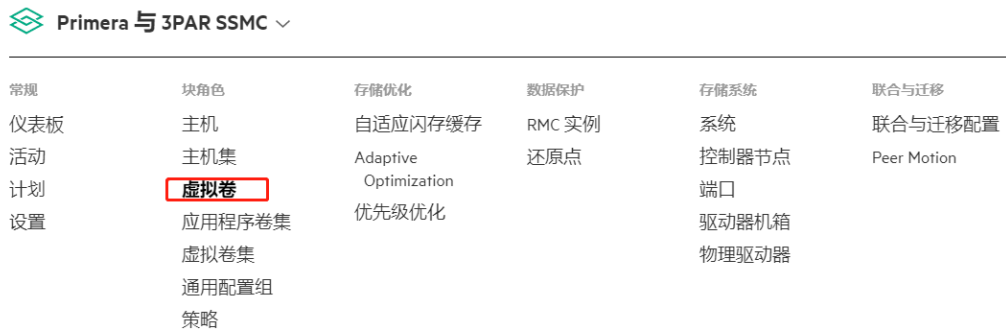 Primera 与 3PAR SSMC
常规
仪表板
活动
计划
设置
块角色
主机
主机集
虚拟卷
应用程序卷集
虚拟卷集
通用配置组
策略
存储优化
自适应闪存缓存
Adaptive
Optimization
优先级优化
数据保护
RMC 实例
还原点
存储系统
系统
控制器节点
端口
驱动器机箱
物理驱动器
联合与迁移
联合与迁移配置
Peer Motion